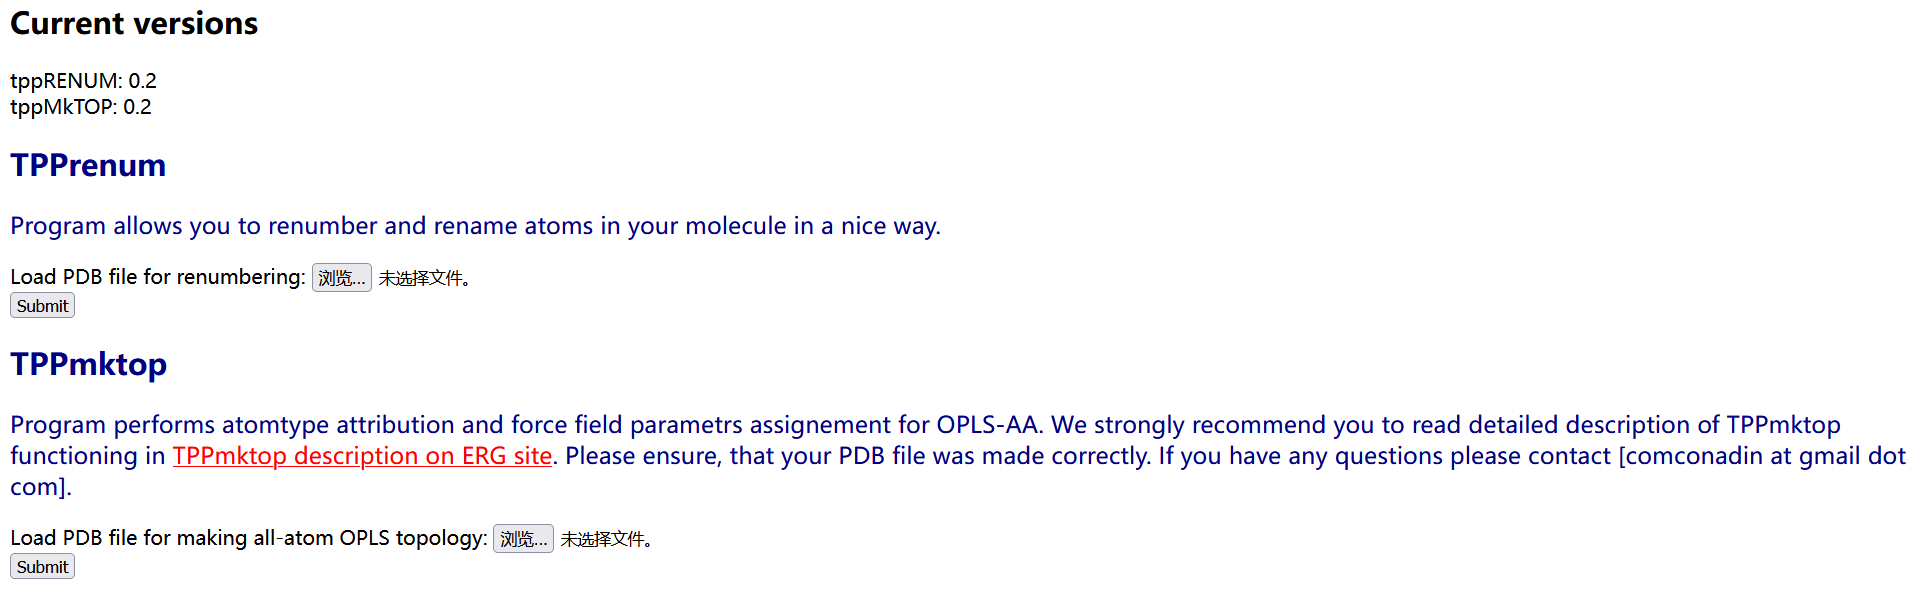 Current versions
tppRENUM: 0.2
tppMkTOP: 0.2
TPPrenum
Program allows you to renumber and rename atoms in your molecule in a nice way.
Load PDB file for renumbering: 浏览... 未选择文件。
Submit
TPPmktop
Program performs atomtype attribution and force field parametrs assignement for OPLS-AA. We strongly recommend you to read detailed description of TPPmktop
functioning in TPPmktop description on ERG site. Please ensure, that your PDB file was made correctly. If you have any questions please contact [comconadin at gmail dot
com].
Load PDB file for making all-atom OPLS topology: 浏览... 未选择文件。
Submit